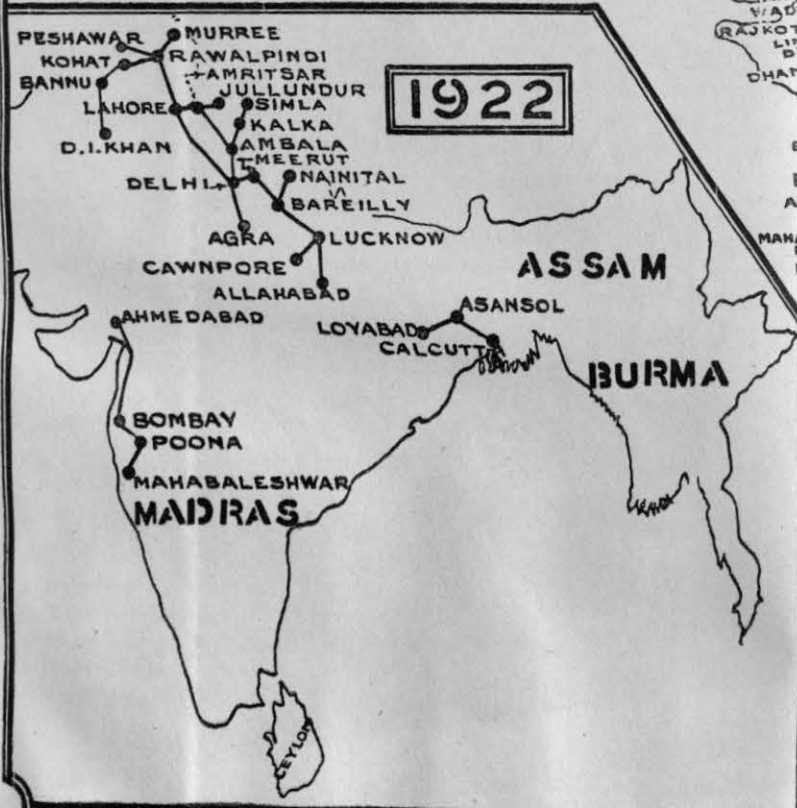 PESHAWAR
MURREE
KOHAT
RAWALPINDI
BANNU
AMRITSAR
JULLUNDUR
LAHORE
SIMLA
KALKA
D.I.KHAN
AMBALA
MEERUT
DELHI
NAINITAL
BAREILLY
AGRA
LUCKNOW
CAWNPORE
ALLAHABAD
1922
ASSAM
AHMEDABAD
ASANSOL
LOYABAD
CALCUTTA
BURMA
BOMBAY
POONA
MAHABALESHWAR
MADRAS
CEYLON
RAJKOT